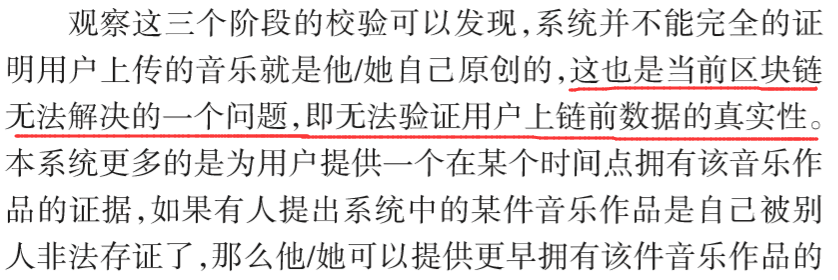 观察这三个阶段的校验可以发现,系统并不能完全的证
明用户上传的音乐就是他/她自己原创的,这也是当前区块链
无法解决的一个问题,即无法验证用户上链前数据的真实性。
本系统更多的是为用户提供一个在某个时间点拥有该音乐作
品的证据,如果有人提出系统中的某件音乐作品是自己被别
人非法存证了,那么他/她可以提供更早拥有该件音乐作品的